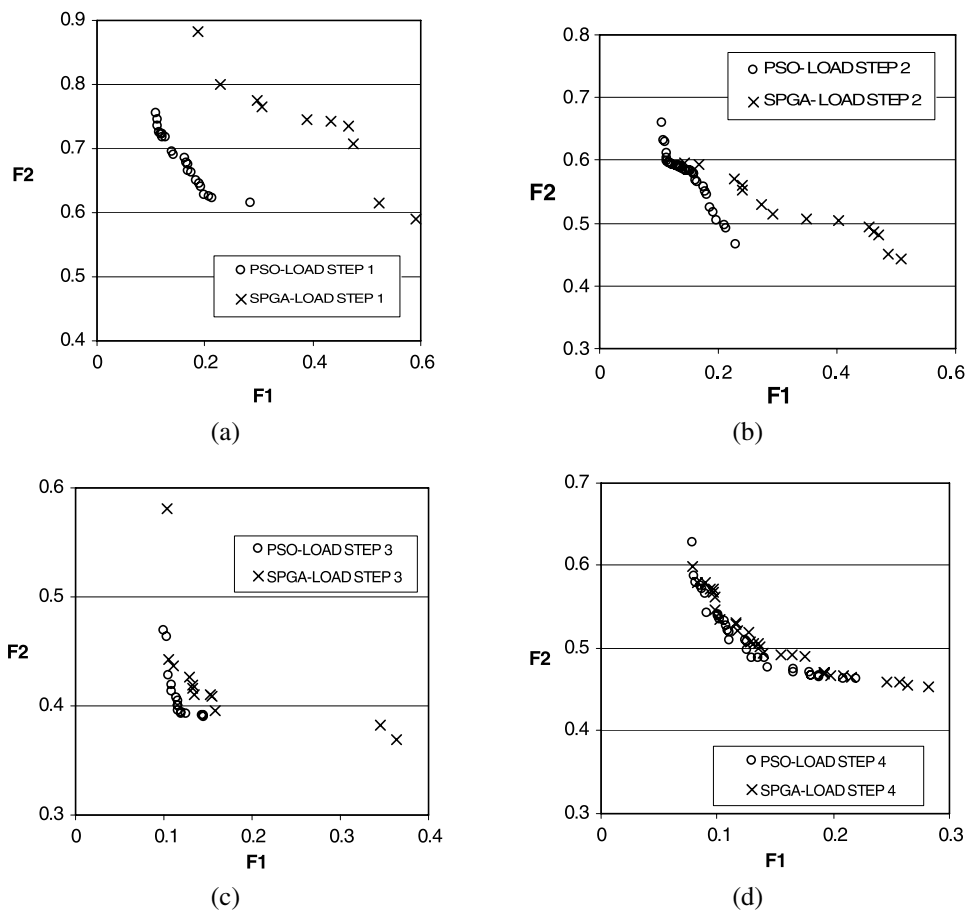 0.9
0.8
0.7
F2
0.6
0.5
0.4
0
0.2
0.4
0.6
F1
PSO-LOAD STEP 1
SPGA-LOAD STEP 1
(a)
0.8
0.7
0.6
F2
0.5
0.4
0.3
0
0.2
0.4
0.6
F1
PSO- LOAD STEP 2
SPGA- LOAD STEP 2
(b)
0.6
0.5
F2
0.4
0.3
0
0.1
0.2
0.3
0.4
F1
PSO-LOAD STEP 3
SPGA-LOAD STEP 3
(c)
0.7
0.6
F2
0.5
0.4
0.3
0
0.1
0.2
0.3
F1
PSO-LOAD STEP 4
SPGA-LOAD STEP 4
(d)